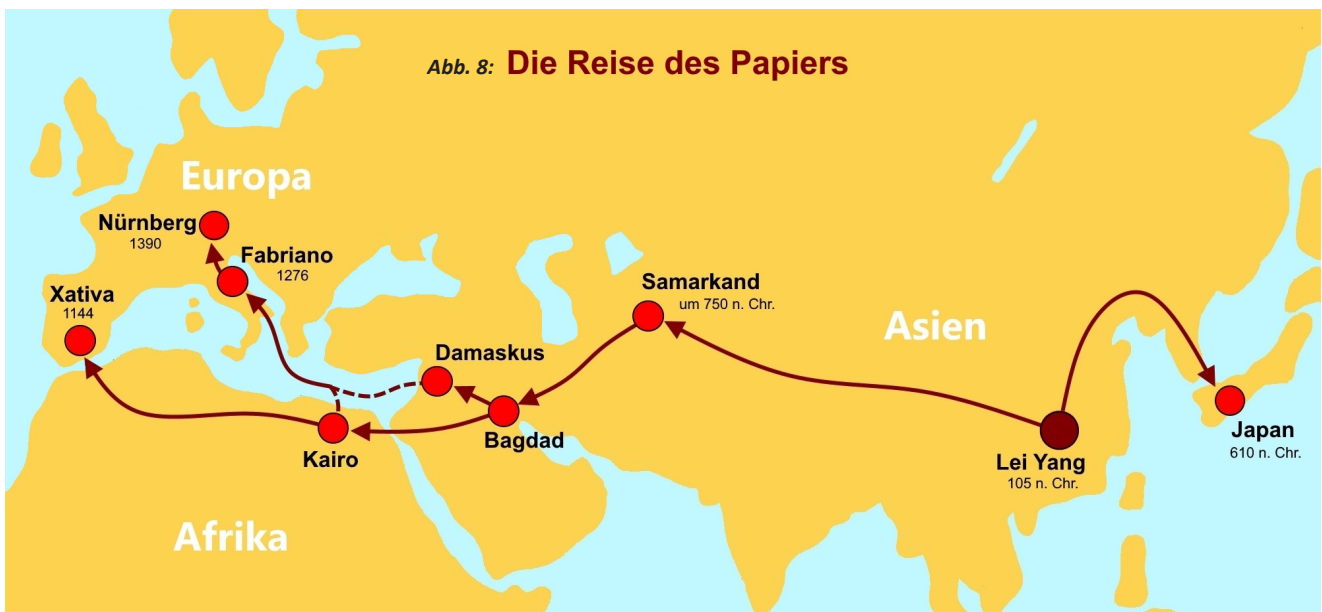 Abb. 8: Die Reise des Papiers
Europa
Nürnberg
1390
Fabriano
1276
Xativa
1144
Samarkand
um 750 n. Chr.
Asien
Damaskus
Bagdad
Kairo
Lei Yang
105 n. Chr.
Japan
610 n. Chr.
Afrika